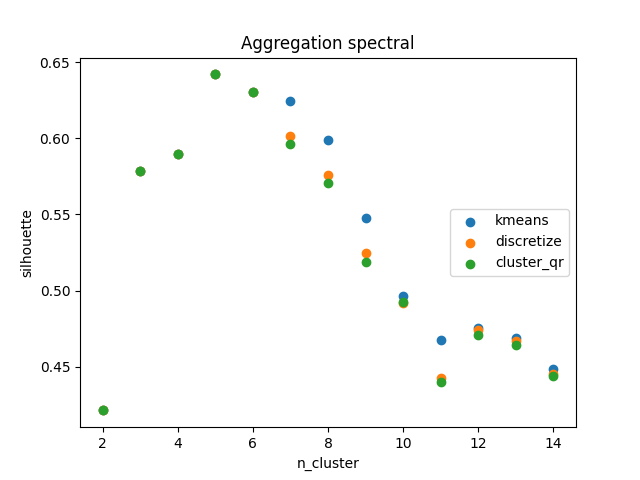 Aggregation spectral
silhouette
0.65
0.60
0.55
0.50
0.45
kmeans
discretize
cluster_qr
2 4 6 8 10 12 14
n_cluster